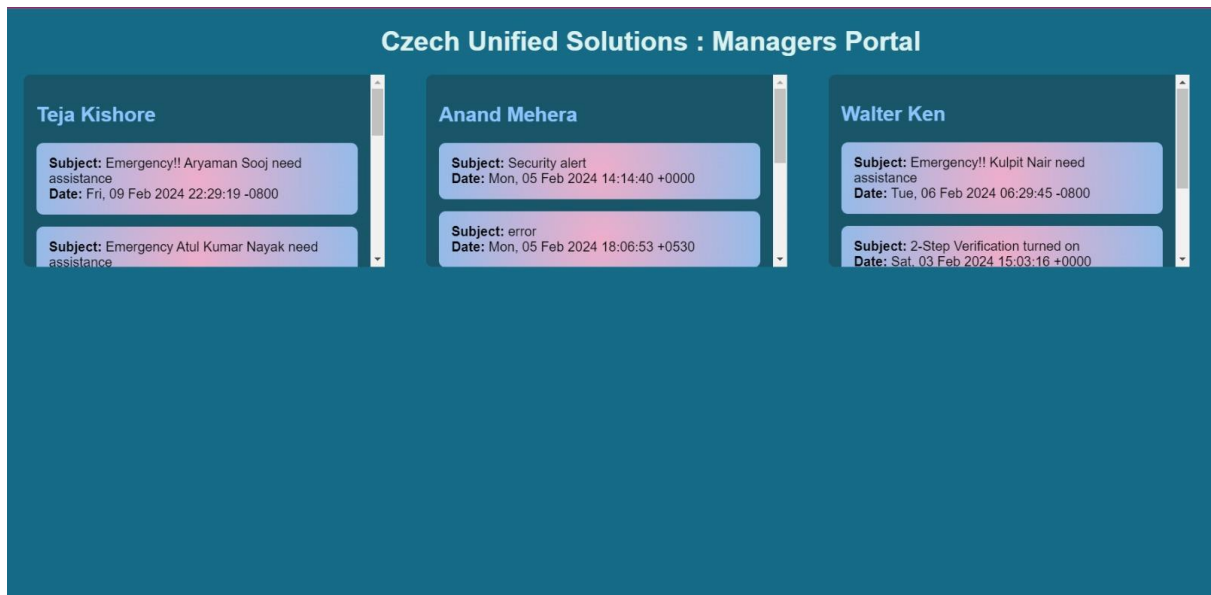 Czech Unified Solutions : Managers Portal
Teja Kishore
Subject: Emergency!! Aryaman Sooj need
assistance
Date: Fri, 09 Feb 2024 22:29:19 -0800
Subject: Emergency Atul Kumar Nayak need
assistance
Anand Mehera
Subject: Security alert
Date: Mon, 05 Feb 2024 14:14:40 +0000
Subject: error
Date: Mon, 05 Feb 2024 18:06:53 +0530
Walter Ken
Subject: Emergency!! Kulpit Nair need
assistance
Date: Tue, 06 Feb 2024 06:29:45 -0800
Subject: 2-Step Verification turned on
Date: Sat, 03 Feb 2024 15:03:16 +0000